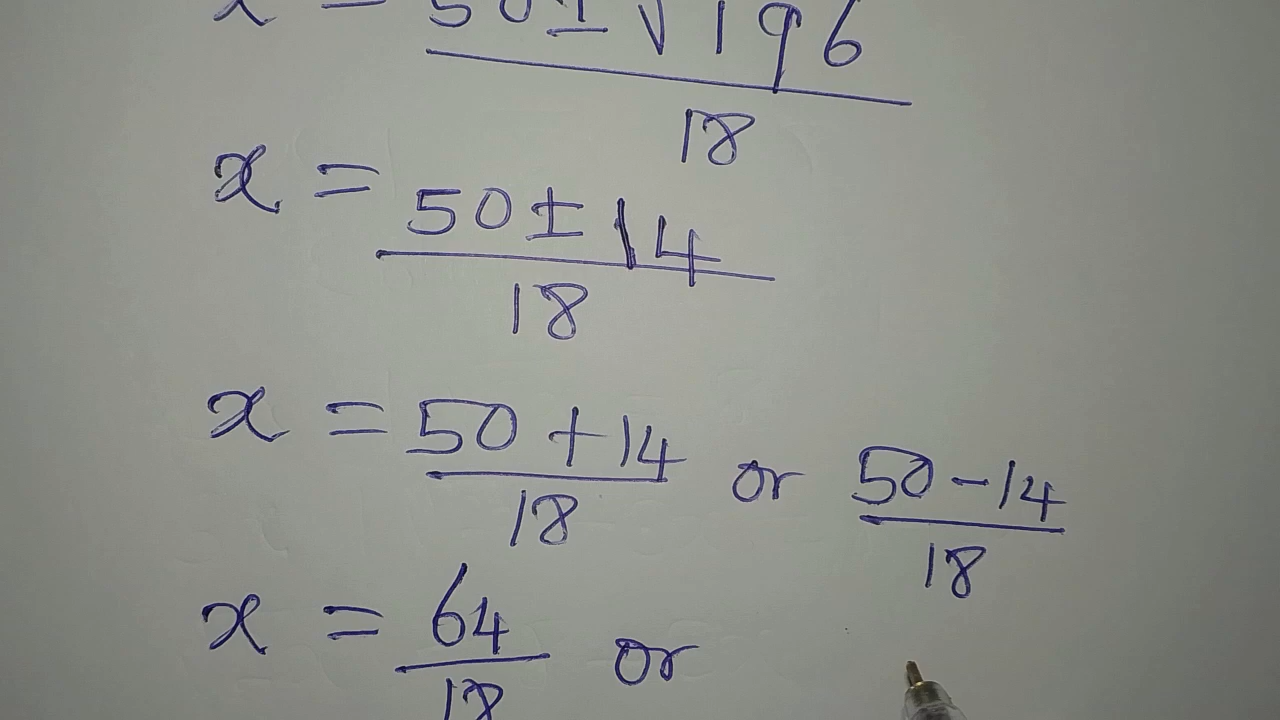 x = 50 ± √196
18
x = 50 ± 14
18
x = 50 + 14 or 50 - 14
18 18
x = 64 or
18